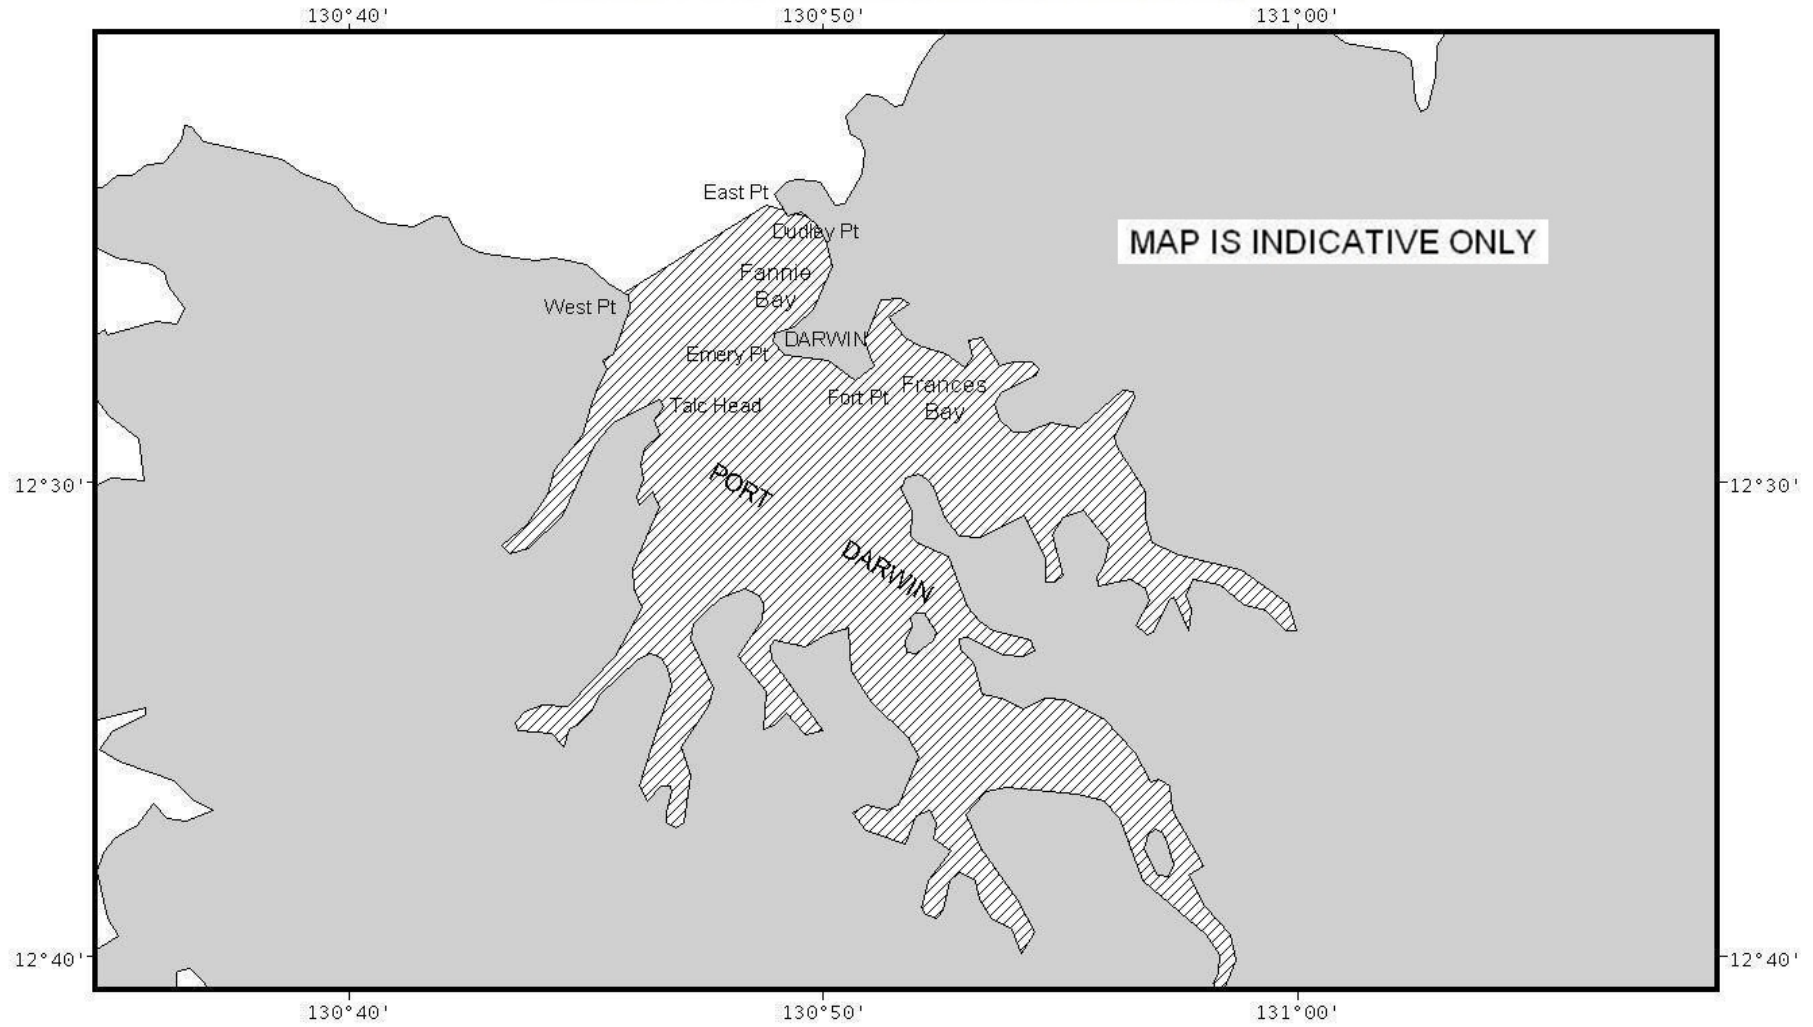 130°40' 130°50' 131°00'
East Pt
Dudley Pt
MAP IS INDICATIVE ONLY
Fannie
Bay
West Pt
DARWIN
Emery Pt
Frances
Bay
Fort Pt
Talc Head
PORT
12°30' 12°30'
DARWIN
12°40' 12°40'
130°40' 130°50' 131°00'